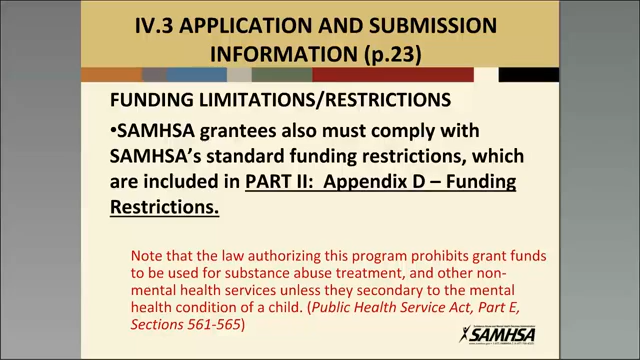 IV.3 APPLICATION AND SUBMISSION
INFORMATION (p.23)
FUNDING LIMITATIONS/RESTRICTIONS
•SAMHSA grantees also must comply with
SAMHSA's standard funding restrictions, which
are included in PART II: Appendix D – Funding
Restrictions.
Note that the law authorizing this program prohibits grant funds
to be used for substance abuse treatment, and other non-
mental health services unless they secondary to the mental
health condition of a child. (Public Health Service Act, Part E,
Sections 561-565)
SAMHSA